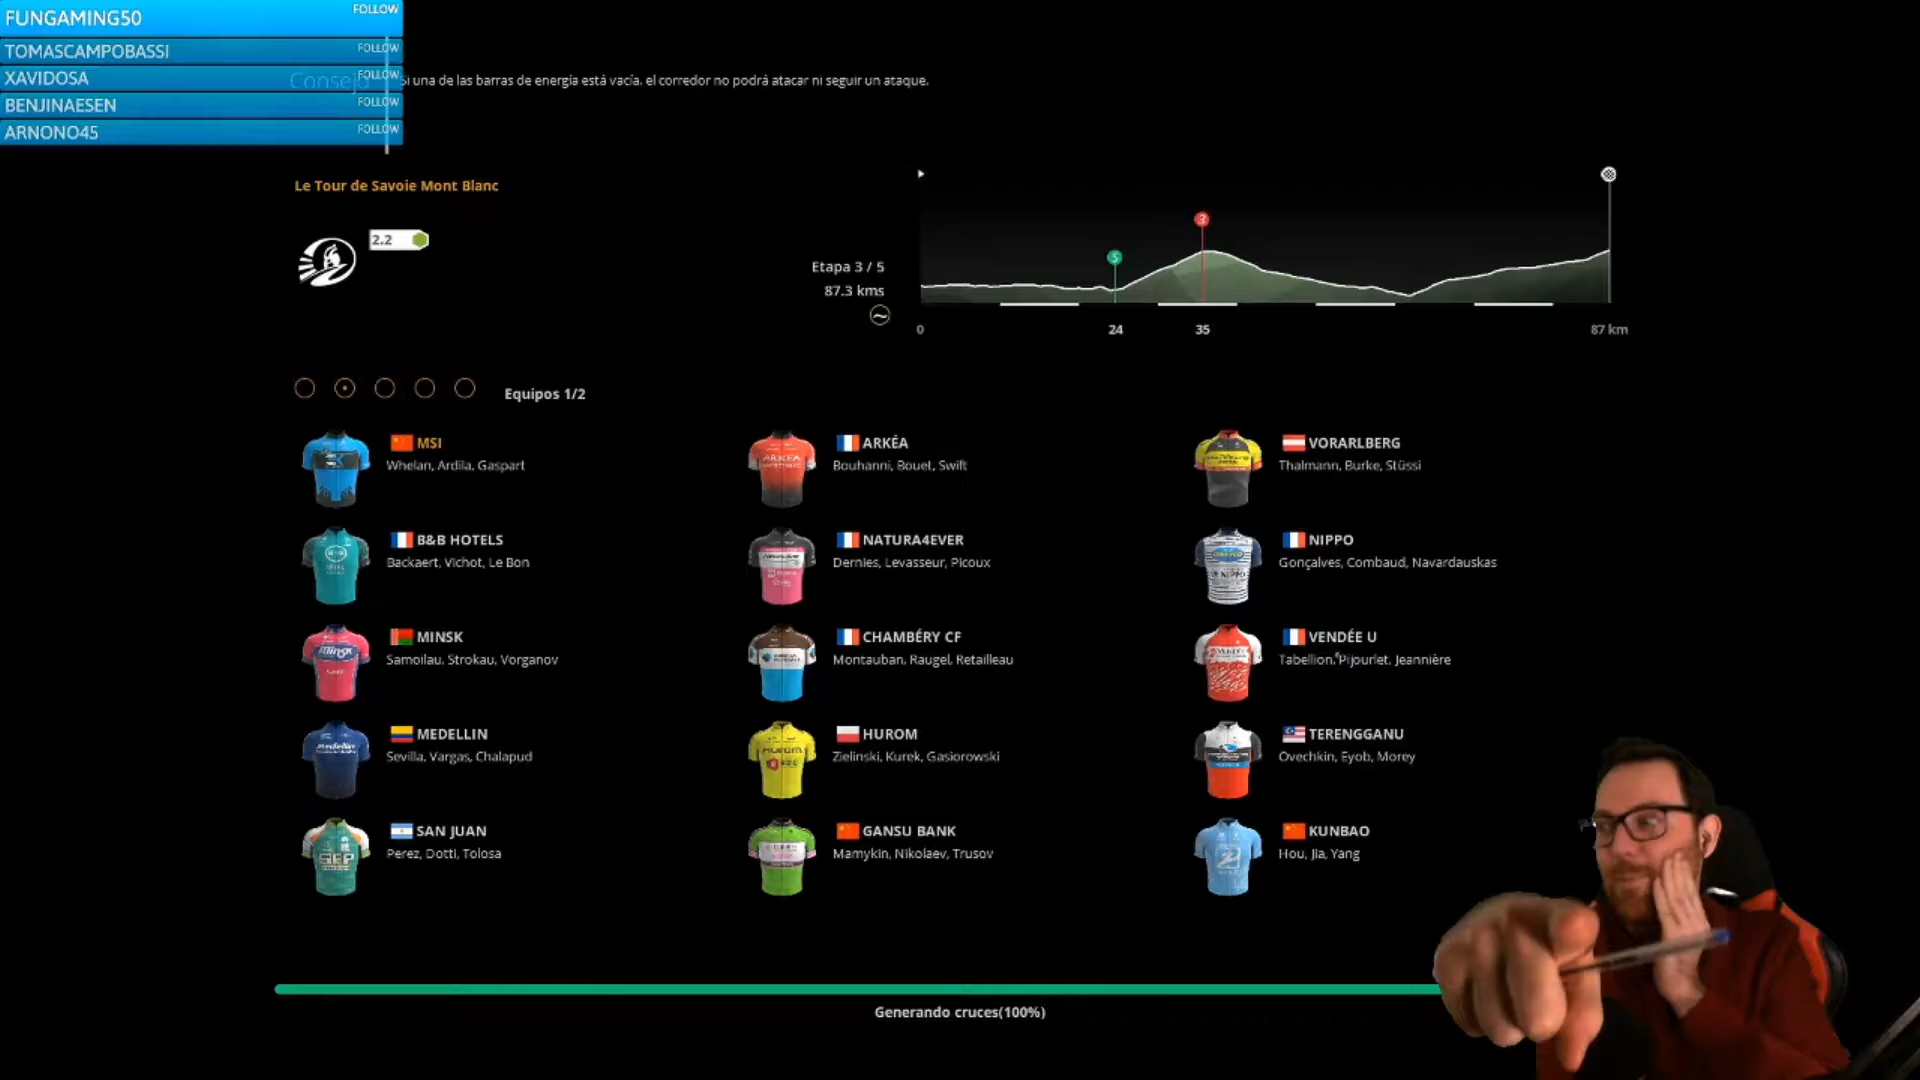 FUNGAMING50 FOLLOW
TOMASCAMPOBASSI FOLLOW
XAVIDOSA FOLLOW
BENJINAESEN FOLLOW
ARNONO45 FOLLOW
Consejo si una de las barras de energía está vacía, el corredor no podrá atacar ni seguir un ataque.
Le Tour de Savoie Mont Blanc
2.2
Etapa 3 / 5
87.3 kms
S
3
0 24 35 87 km
Equipos 1/2
MSI
Whelan, Ardila, Gaspart
ARKÉA
Bouhanni, Bouet, Swift
VORARLBERG
Thalmann, Burke, Stüssi
B&B HOTELS
Backaert, Vichot, Le Bon
NATURA4EVER
Dernies, Levasseur, Picoux
NIPPO
Gonçalves, Combaud, Navardauskas
MINSK
Samoilau, Strokau, Vorganov
CHAMBÉRY CF
Montauban, Raugel, Retailleau
VENDÉE U
Tabellion, Pijourlet, Jeannière
MEDELLIN
Sevilla, Vargas, Chalapud
HUROM
Zielinski, Kurek, Gasiorowski
TERENGGANU
Ovechkin, Eyob, Morey
SAN JUAN
Perez, Dotti, Tolosa
GANSU BANK
Mamykin, Nikolaev, Trusov
KUNBAO
Hou, Jia, Yang
Generando cruces(100%)